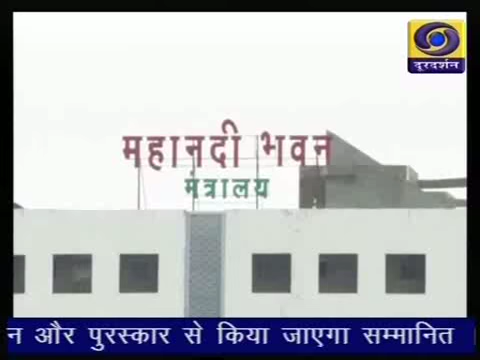 दूरदर्शन
महानदी भवन
मंत्रालय
न और पुरस्कार से किया जाएगा सम्मानित